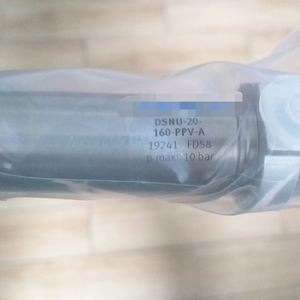 DSNU-20-
160-PPV-A
19241 FD58
p.max. 10 bar